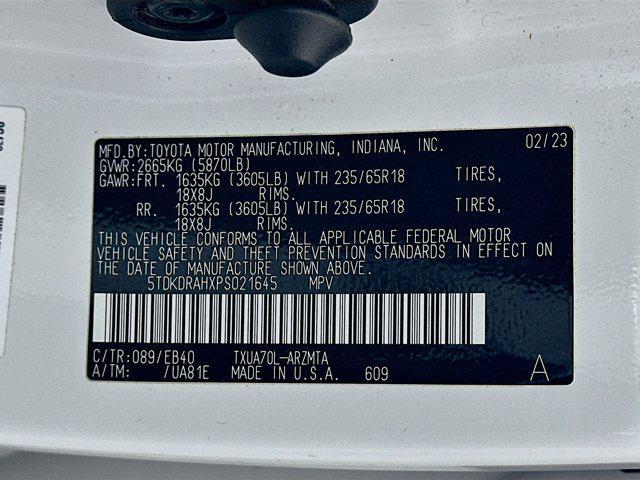 MFD.BY:TOYOTA MOTOR MANUFACTURING, INDIANA, INC. 02/23
GVWR:2665KG (5870LB)
GAWR:FRT. 1635KG (3605LB) WITH 235/65R18 TIRES,
18X8J RIMS.
RR. 1635KG (3605LB) WITH 235/65R18 TIRES,
18X8J RIMS.
THIS VEHICLE CONFORMS TO ALL APPLICABLE FEDERAL MOTOR
VEHICLE SAFETY AND THEFT PREVENTION STANDARDS IN EFFECT ON
THE DATE OF MANUFACTURE SHOWN ABOVE.
5TDKDRAHXPS021645 MPV
C/TR:089/EB40 TXUA70L-ARZMTA
A/TM: /UA81E MADE IN U.S.A. 609 A